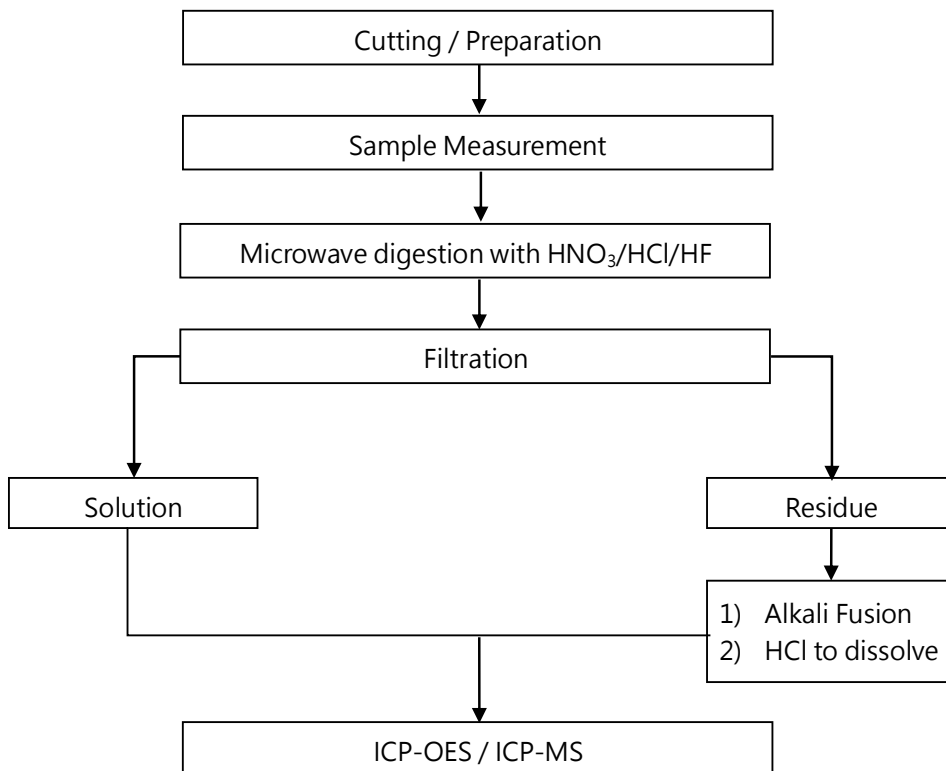 Cutting / Preparation
Sample Measurement
Microwave digestion with HNO₃/HCl/HF
Filtration
Solution
Residue
1) Alkali Fusion
2) HCl to dissolve
ICP-OES / ICP-MS